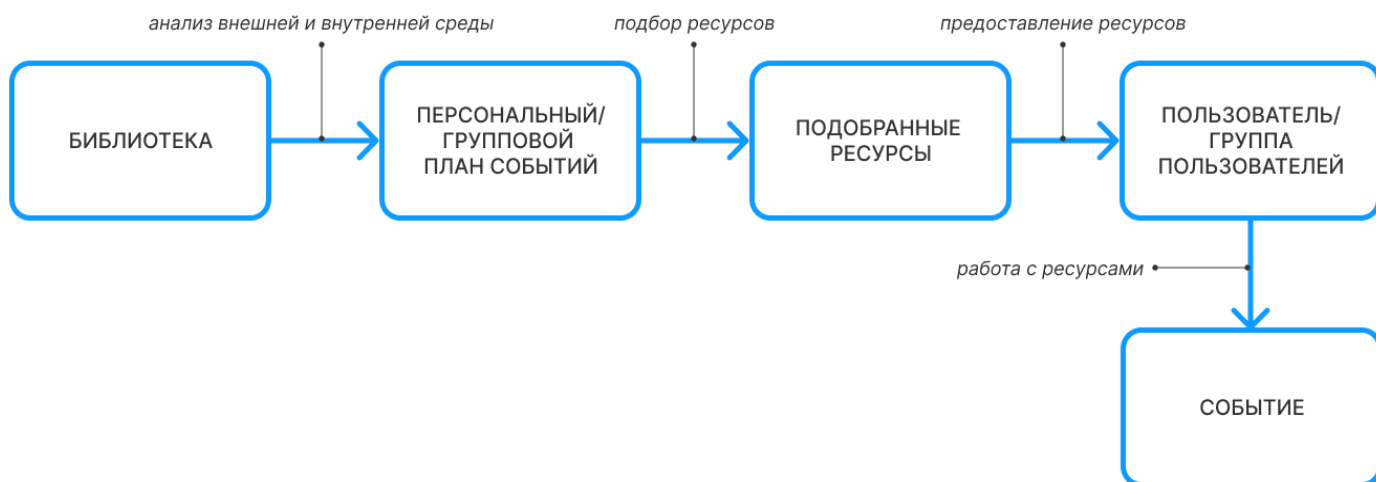 анализ внешней и внутренней среды
подбор ресурсов
предоставление ресурсов
БИБЛИОТЕКА
ПЕРСОНАЛЬНЫЙ/
ГРУППОВОЙ
ПЛАН СОБЫТИЙ
ПОДОБРАННЫЕ
РЕСУРСЫ
ПОЛЬЗОВАТЕЛЬ/
ГРУППА
ПОЛЬЗОВАТЕЛЕЙ
работа с ресурсами
СОБЫТИЕ